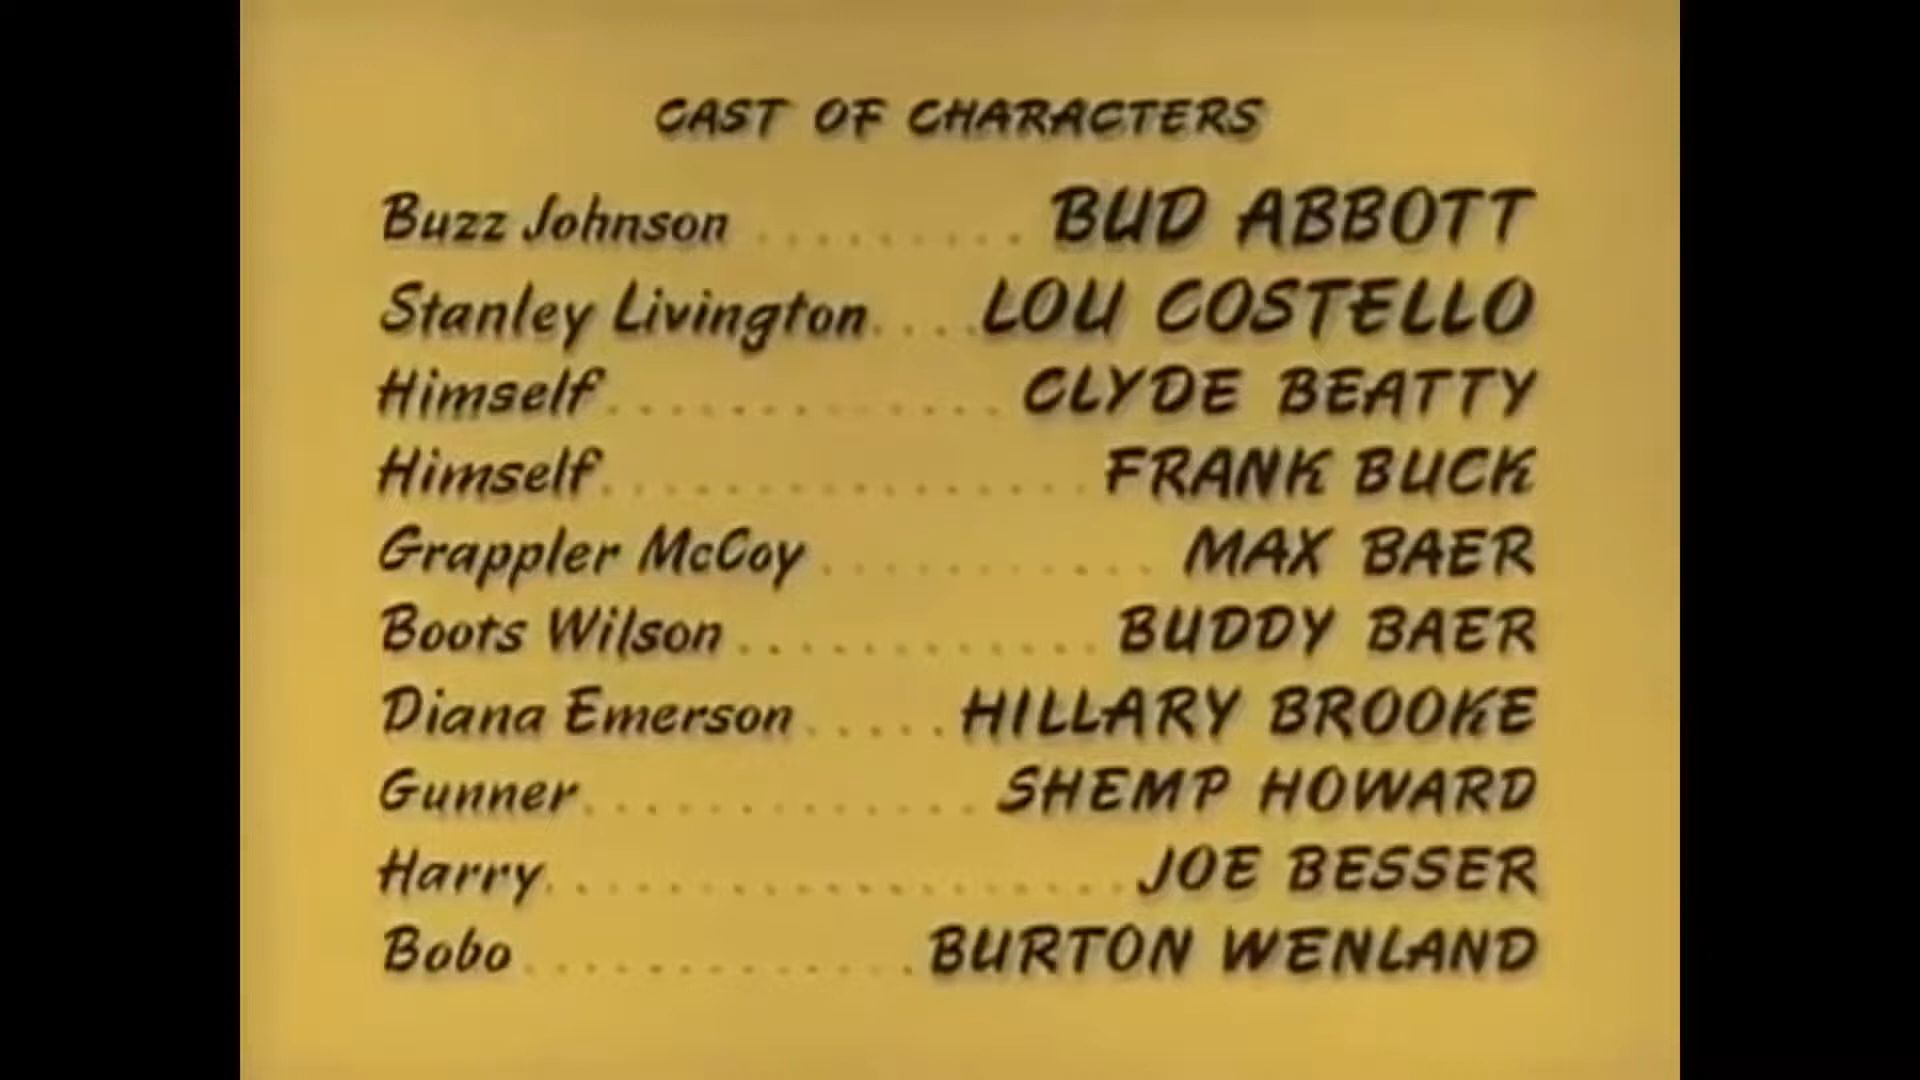 CAST OF CHARACTERS
Buzz Johnson ......... BUD ABBOTT
Stanley Livington .... LOU COSTELLO
Himself ............. CLYDE BEATTY
Himself ................ FRANK BUCK
Grappler McCoy ........... MAX BAER
Boots Wilson ............ BUDDY BAER
Diana Emerson ..... HILLARY BROOKE
Gunner ............. SHEMP HOWARD
Harry ................... JOE BESSER
Bobo ............. BURTON WENLAND